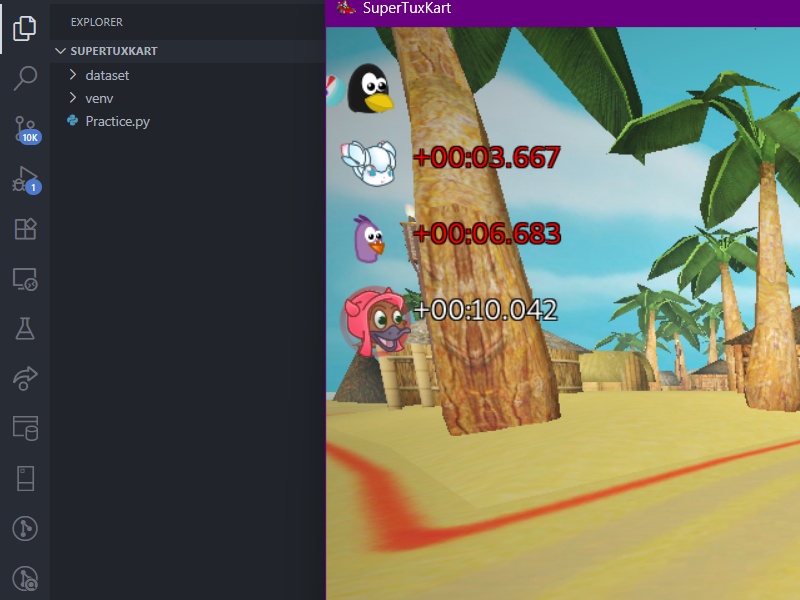 EXPLORER
SUPERTUXKART
dataset
venv
Practice.py
10K
1
SuperTuxKart
+00:03.667
+00:06.683
+00:10.042